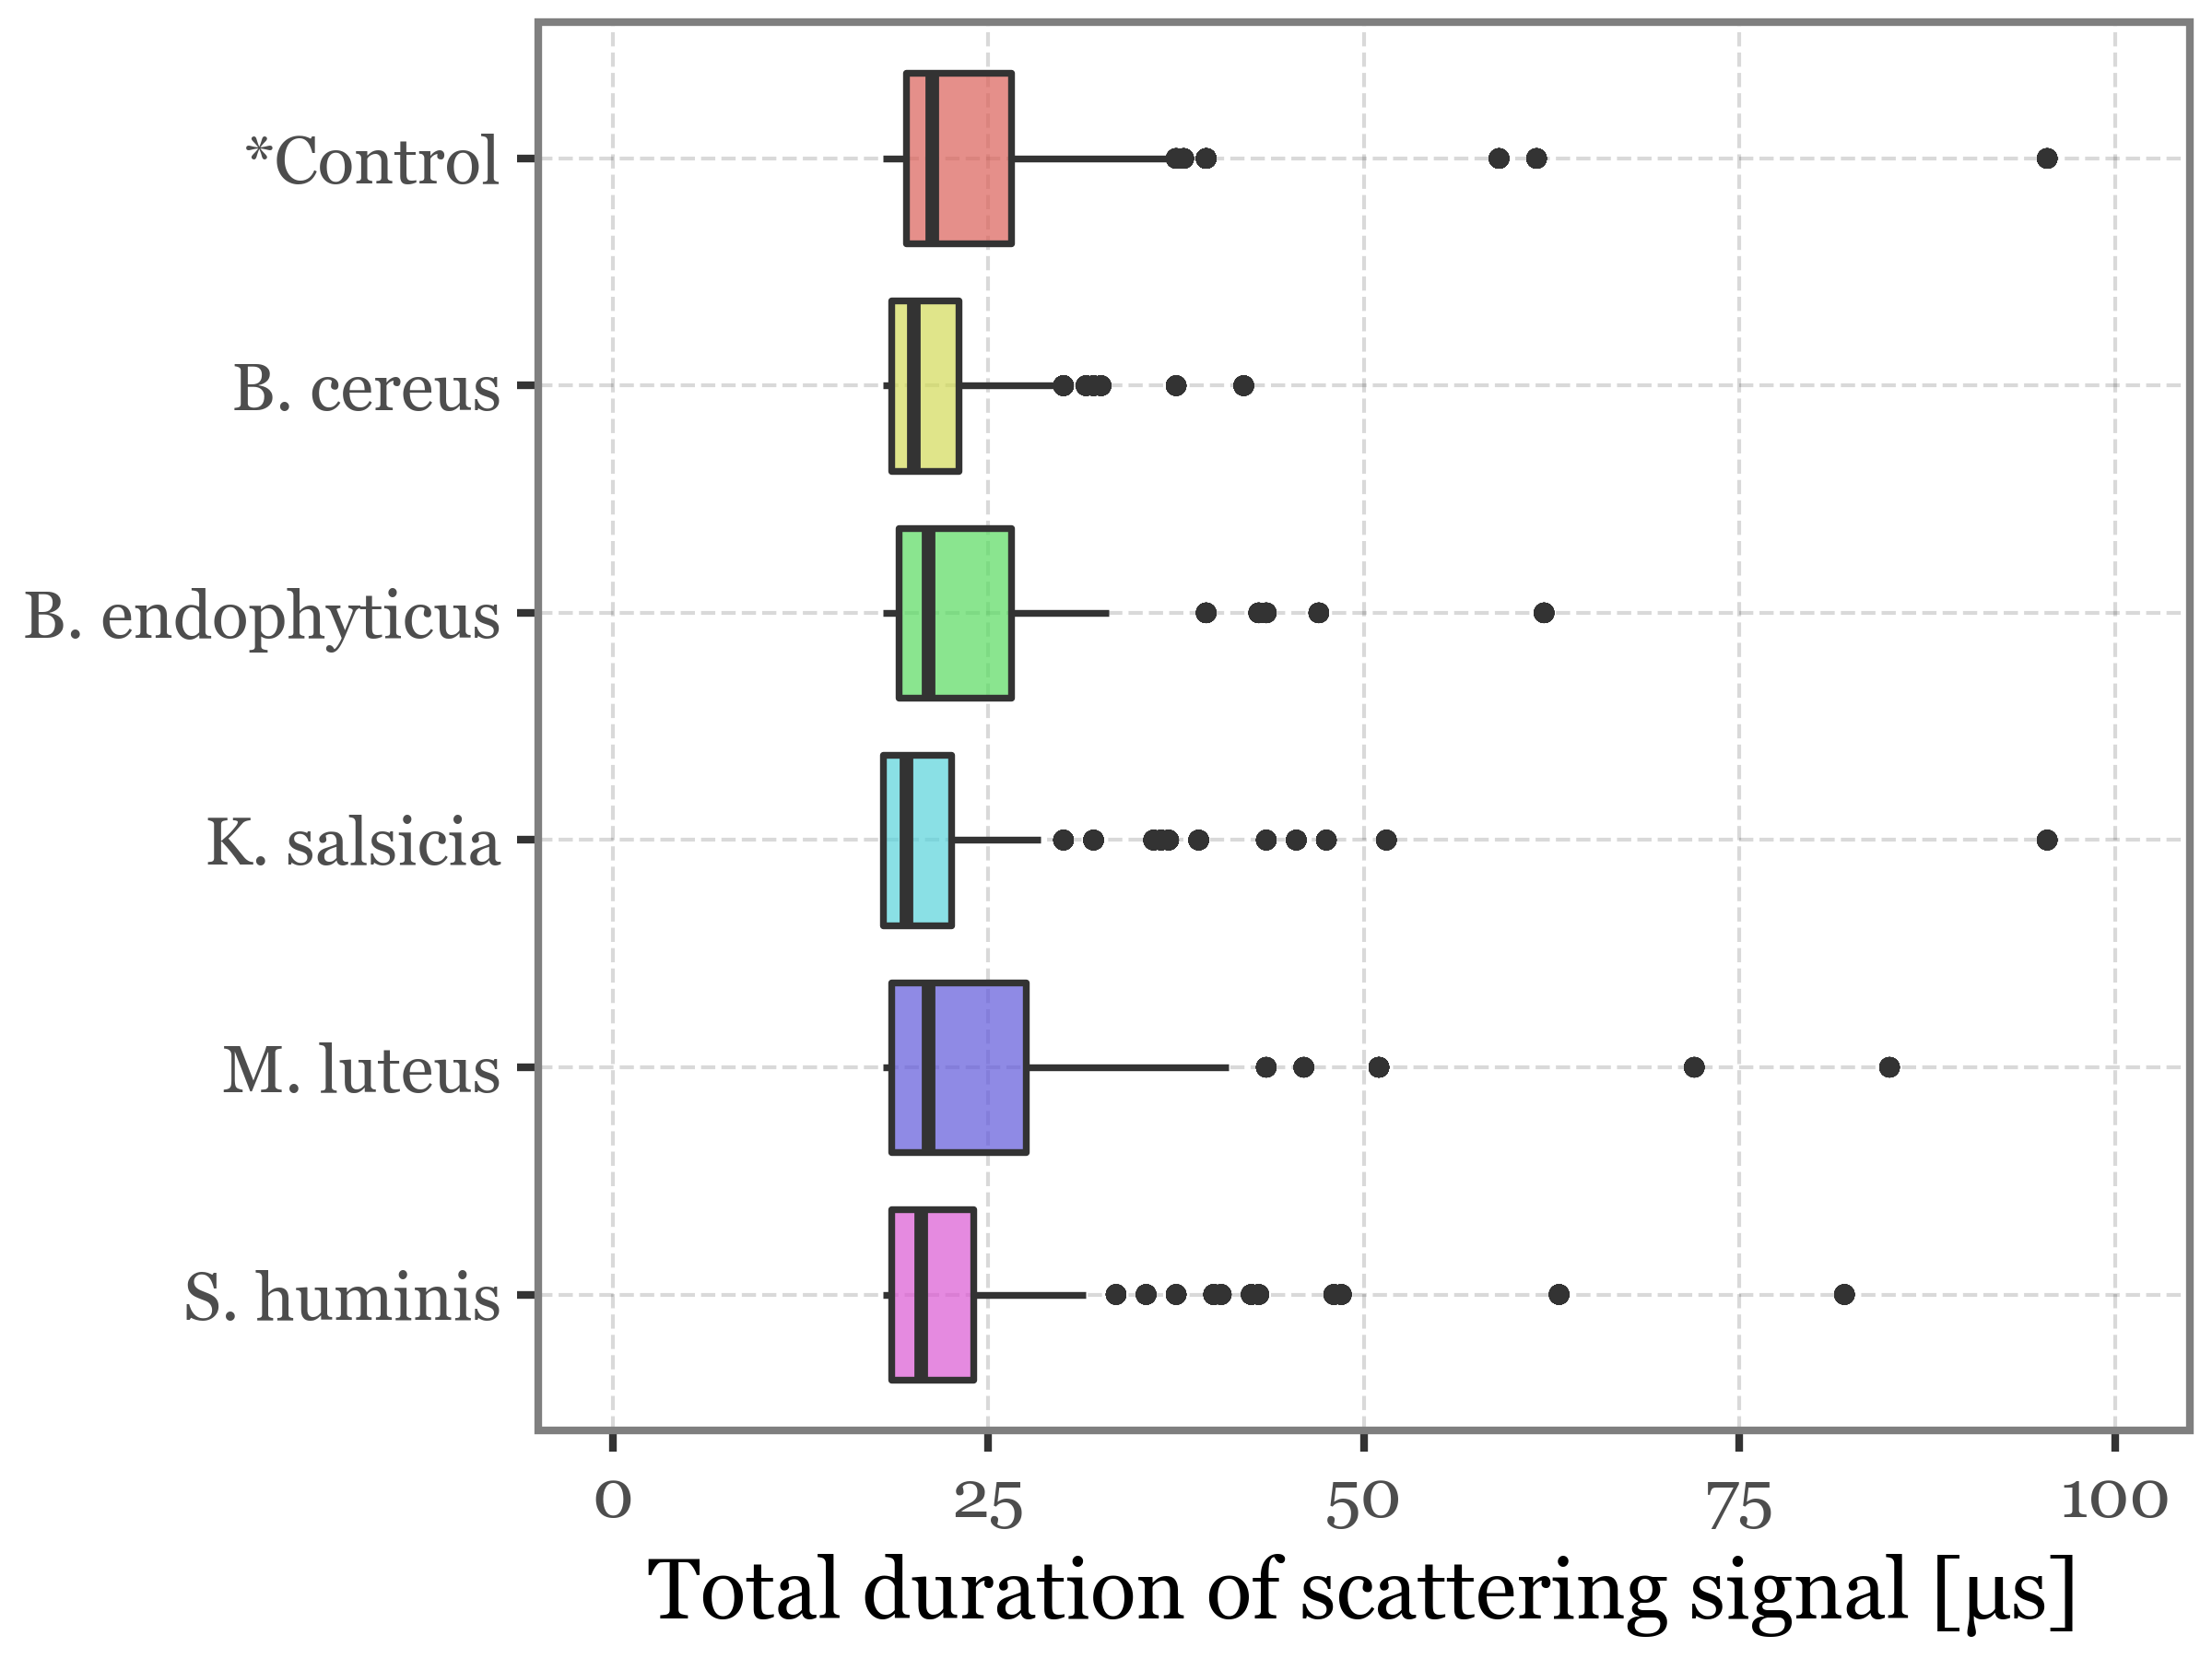 *Control
B. cereus
B. endophyticus
K. salsicia
M. luteus
S. huminis
0 25 50 75 100
Total duration of scattering signal [µs]